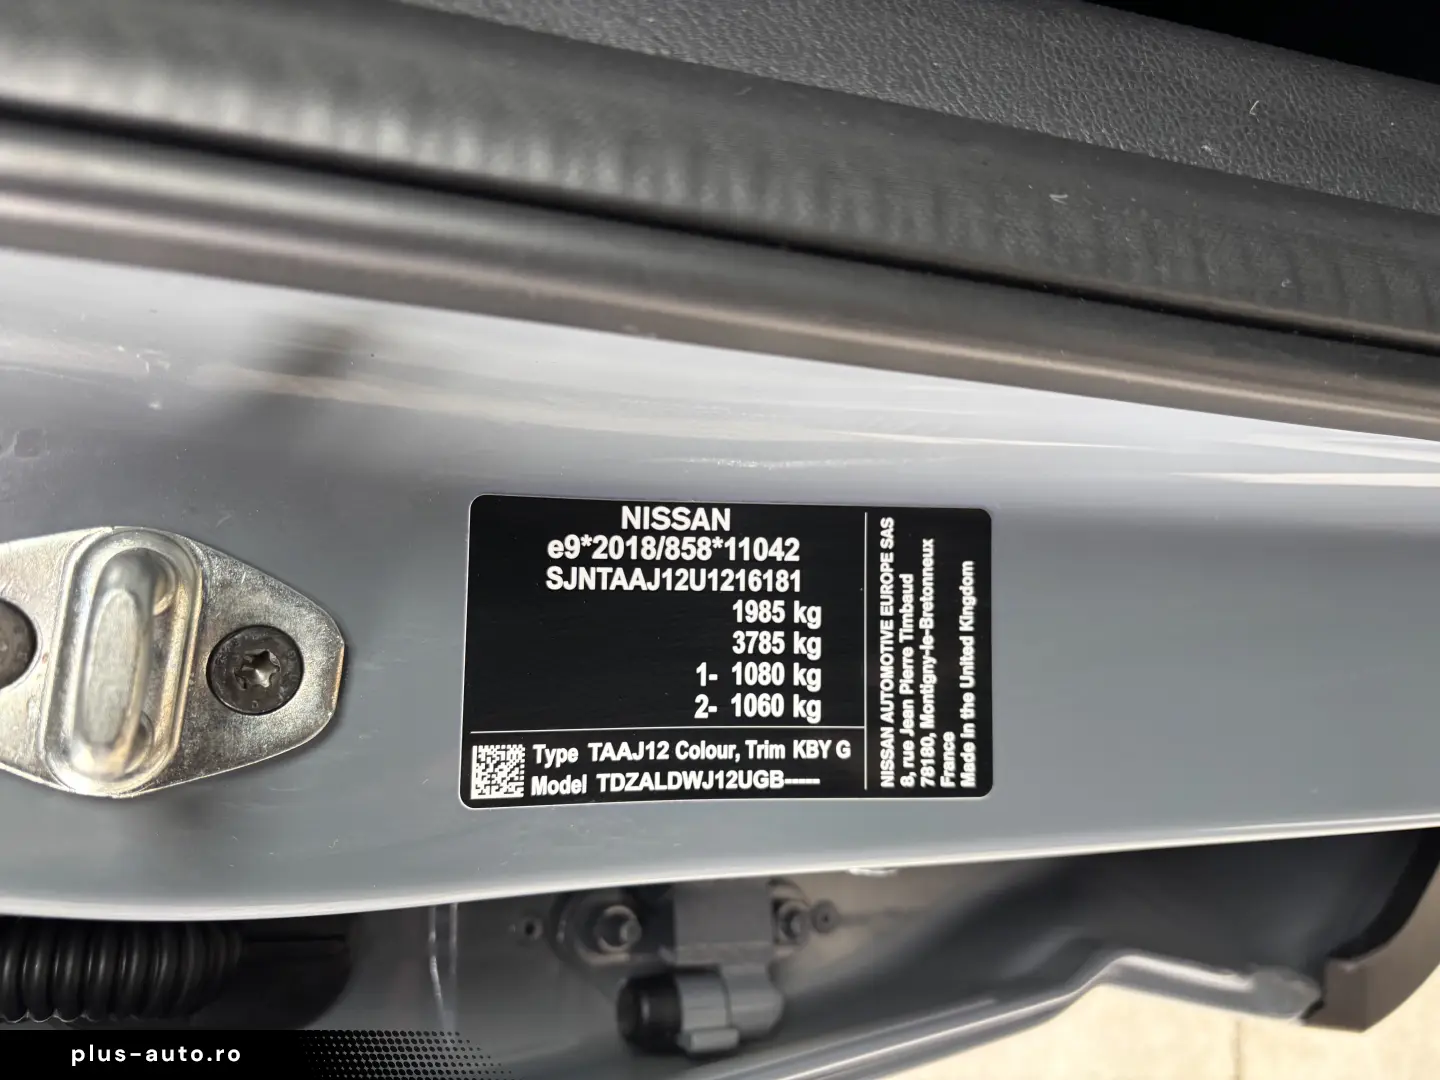 NISSAN
e9*2018/858*11042
SJNTAAJ12U1216181
1985 kg
3785 kg
1- 1080 kg
2- 1060 kg
Type TAAJ12 Colour, Trim KBY G
Model TDZALDWJ12UGB-----
NISSAN AUTOMOTIVE EUROPE SAS
8, rue Jean Pierre Timbaud
78180, Montigny-le-Bretonneux
France
Made in the United Kingdom
plus-auto.ro